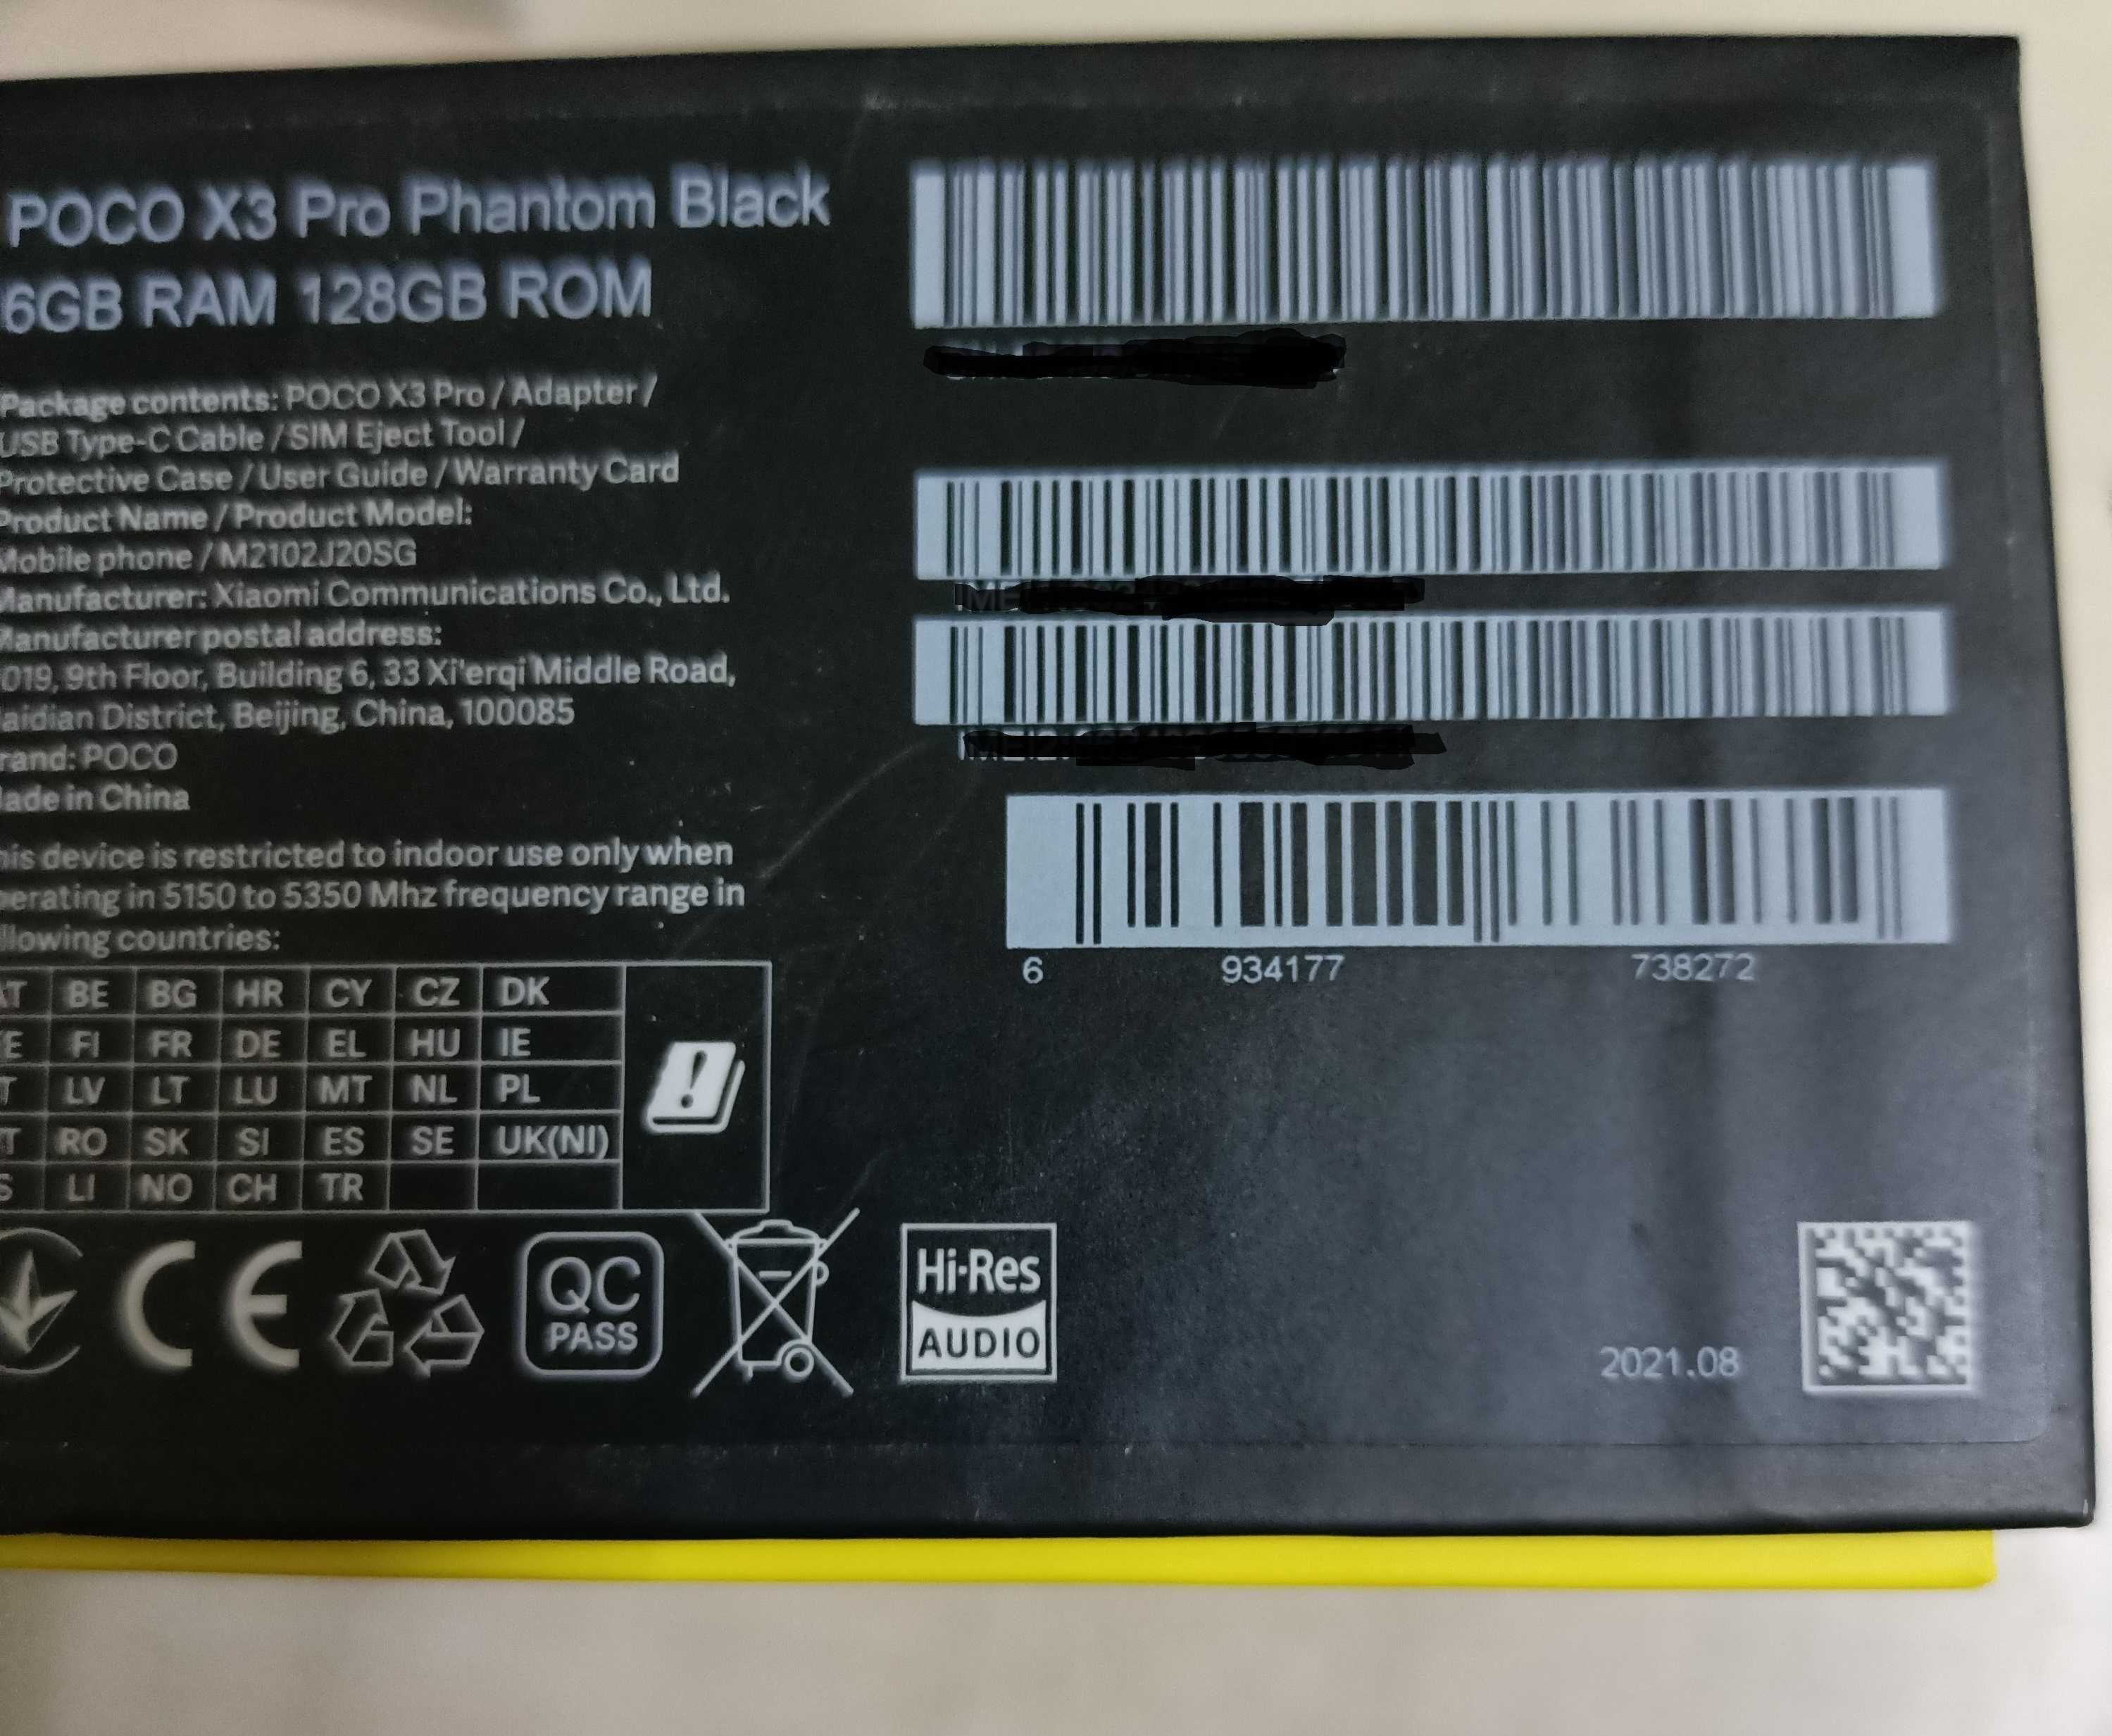 POCO X3 Pro Phantom Black
6GB RAM 128GB ROM
Package contents: POCO X3 Pro / Adapter /
USB Type-C Cable / SIM Eject Tool /
Protective Case / User Guide / Warranty Card
Product Name / Product Model:
Mobile phone / M2102J20SG
Manufacturer: Xiaomi Communications Co., Ltd.
Manufacturer postal address:
019, 9th Floor, Building 6, 33 Xi'erqi Middle Road,
aidian District, Beijing, China, 100085
rand: POCO
ade in China
his device is restricted to indoor use only when
erating in 5150 to 5350 Mhz frequency range in
llowing countries:
BE BG HR CY CZ DK
FI FR DE EL HU IE
LV LT LU MT NL PL
RO SK SI ES SE UK(NI)
LI NO CH TR
CE
QC
PASS
Hi-Res
AUDIO
6 934177 738272
2021.08